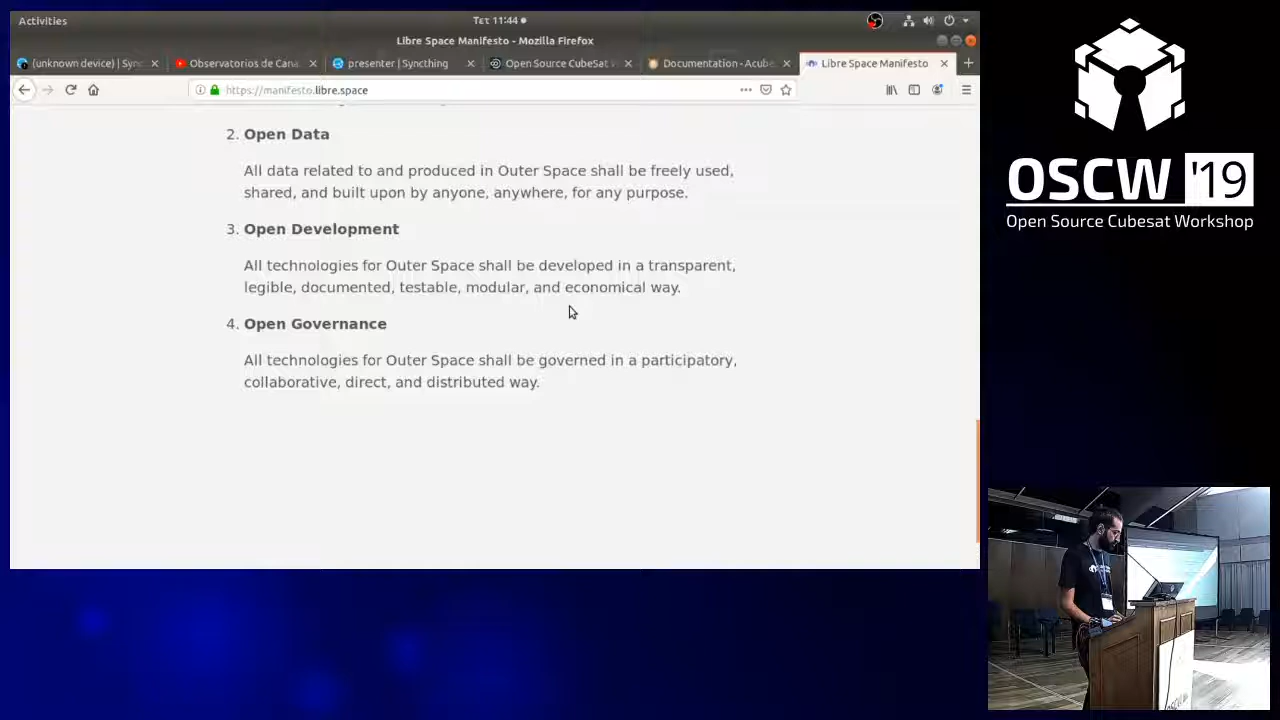 Activities
Τετ 11:44
Libre Space Manifesto - Mozilla Firefox
(unknown device) | Sync
Observatorios de Cana
presenter | Syncthing
Open Source CubeSat W
Documentation - Acube
Libre Space Manifesto
https://manifesto.libre.space
2. Open Data
All data related to and produced in Outer Space shall be freely used,
shared, and built upon by anyone, anywhere, for any purpose.
3. Open Development
All technologies for Outer Space shall be developed in a transparent,
legible, documented, testable, modular, and economical way.
4. Open Governance
All technologies for Outer Space shall be governed in a participatory,
collaborative, direct, and distributed way.
OSCW '19
Open Source Cubesat Workshop